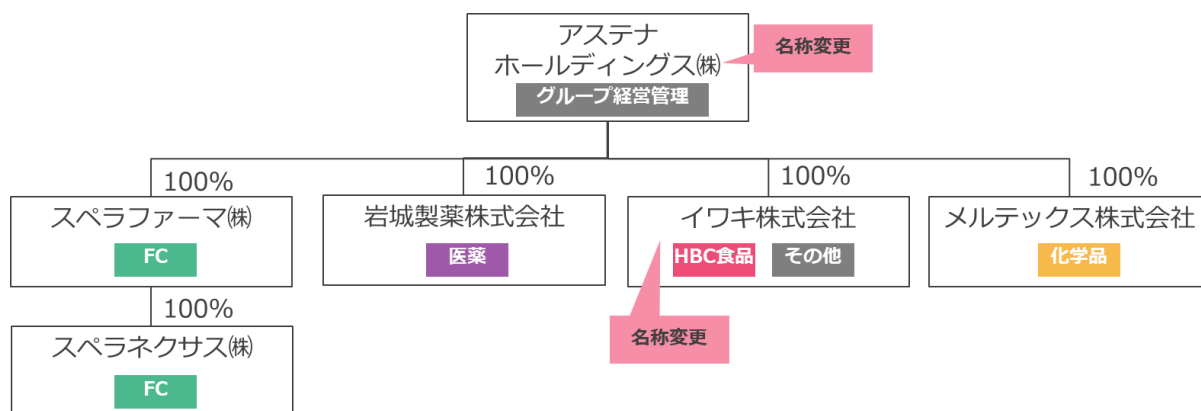 アステナ
ホールディングス㈱
グループ経営管理
名称変更
100%
100%
100%
100%
スペラファーマ㈱
FC
岩城製薬株式会社
医薬
イワキ株式会社
HBC食品
その他
メルテックス株式会社
化学品
100%
名称変更
スペラネクサス㈱
FC